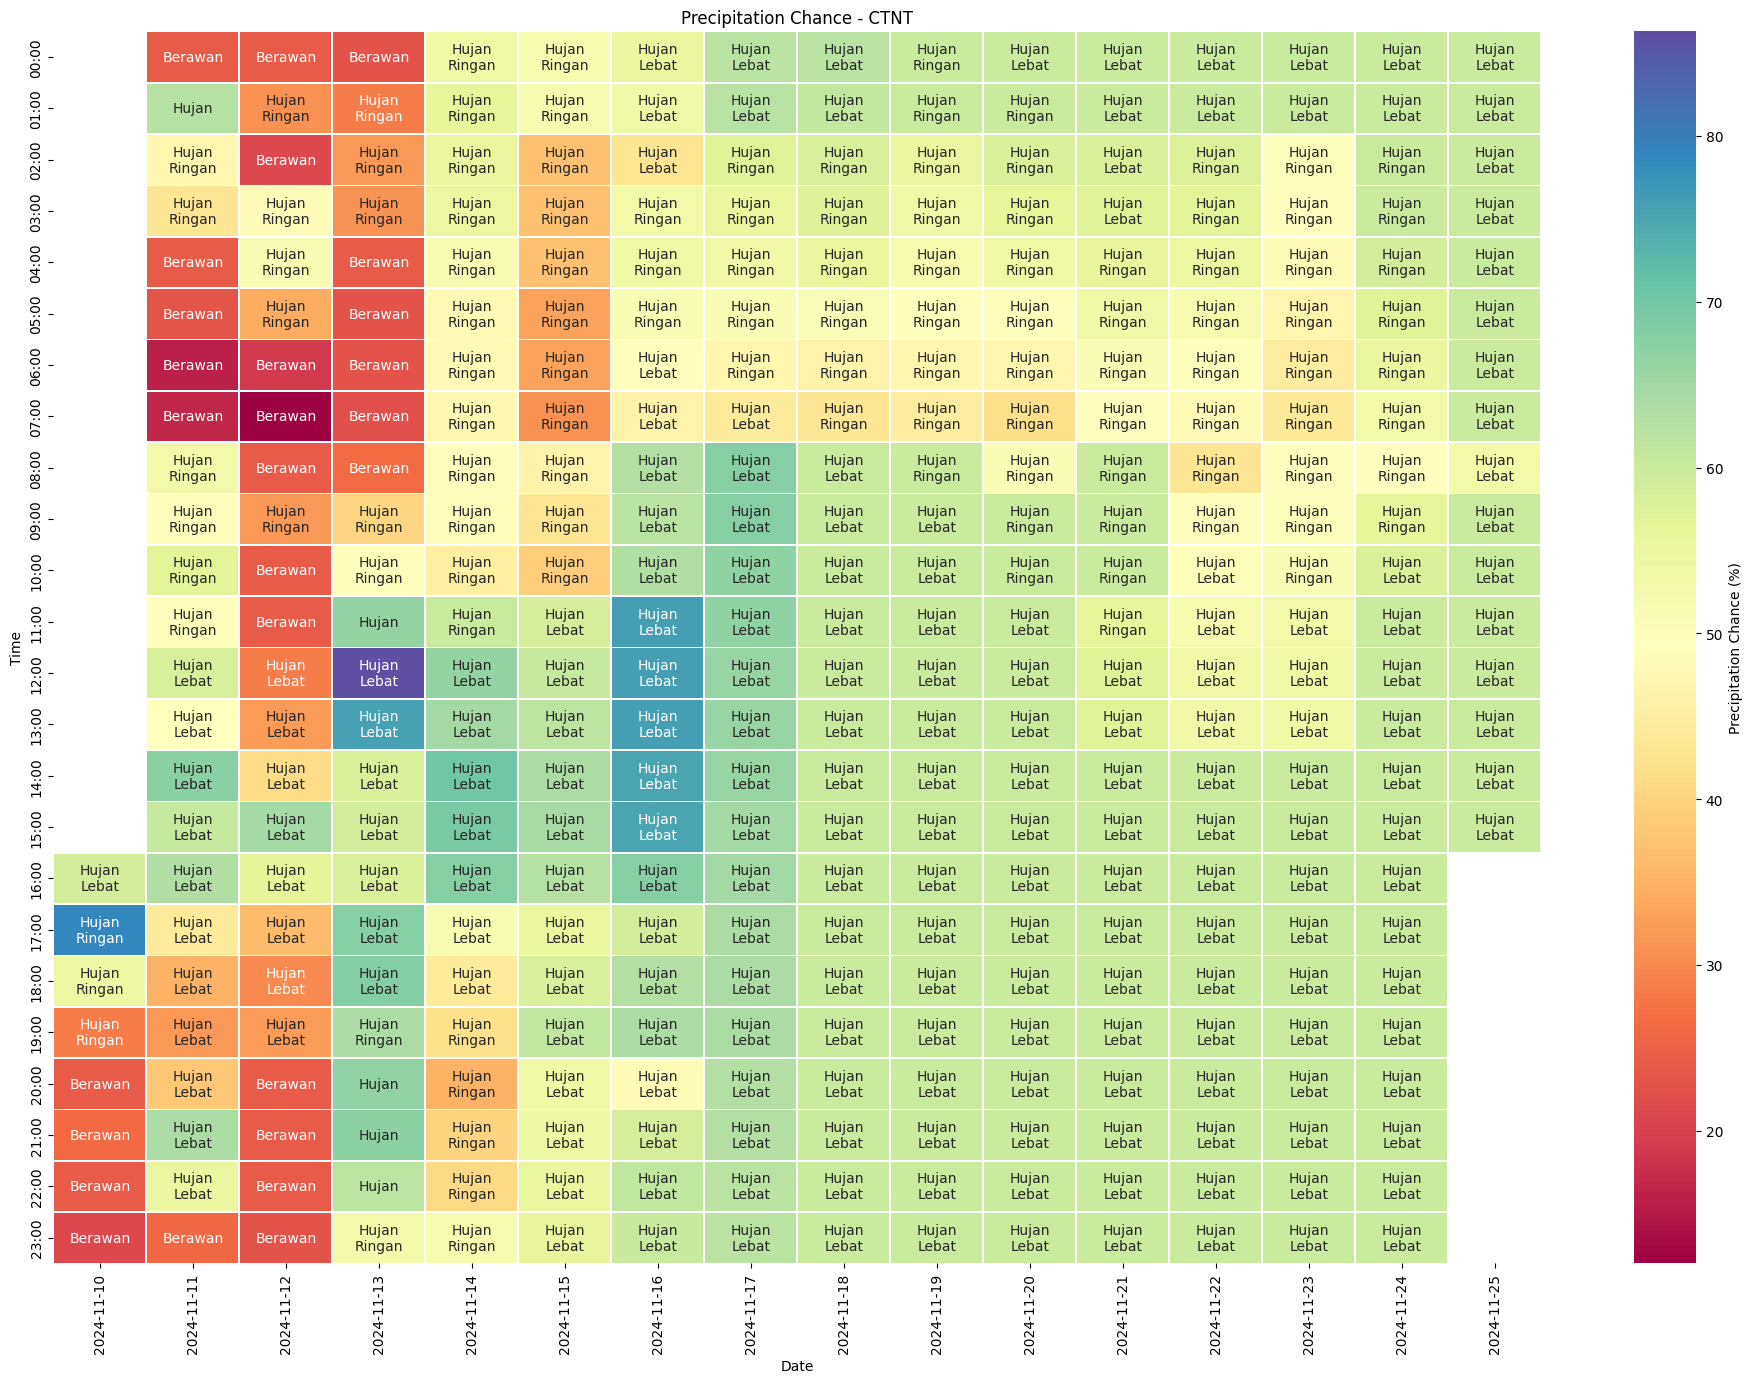 Precipitation Chance - CTNT
00:00 Berawan Berawan Berawan Hujan Ringan Hujan Ringan Hujan Lebat Hujan Lebat Hujan Lebat Hujan Ringan Hujan Lebat Hujan Lebat Hujan Lebat Hujan Lebat Hujan Lebat Hujan Lebat
01:00 Hujan Hujan Ringan Hujan Ringan Hujan Ringan Hujan Ringan Hujan Lebat Hujan Lebat Hujan Lebat Hujan Ringan Hujan Ringan Hujan Lebat Hujan Lebat Hujan Lebat Hujan Lebat Hujan Lebat
02:00 Hujan Ringan Berawan Hujan Ringan Hujan Ringan Hujan Ringan Hujan Lebat Hujan Ringan Hujan Ringan Hujan Ringan Hujan Ringan Hujan Lebat Hujan Ringan Hujan Ringan Hujan Ringan Hujan Lebat
03:00 Hujan Ringan Hujan Ringan Hujan Ringan Hujan Ringan Hujan Ringan Hujan Ringan Hujan Ringan Hujan Ringan Hujan Ringan Hujan Ringan Hujan Lebat Hujan Ringan Hujan Ringan Hujan Ringan Hujan Lebat
04:00 Berawan Hujan Ringan Berawan Hujan Ringan Hujan Ringan Hujan Ringan Hujan Ringan Hujan Ringan Hujan Ringan Hujan Ringan Hujan Ringan Hujan Ringan Hujan Ringan Hujan Ringan Hujan Lebat
05:00 Berawan Hujan Ringan Berawan Hujan Ringan Hujan Ringan Hujan Ringan Hujan Ringan Hujan Ringan Hujan Ringan Hujan Ringan Hujan Ringan Hujan Ringan Hujan Ringan Hujan Ringan Hujan Lebat
06:00 Berawan Berawan Berawan Hujan Ringan Hujan Ringan Hujan Lebat Hujan Ringan Hujan Ringan Hujan Ringan Hujan Ringan Hujan Ringan Hujan Ringan Hujan Ringan Hujan Ringan Hujan Lebat
07:00 Berawan Berawan Berawan Hujan Ringan Hujan Ringan Hujan Lebat Hujan Lebat Hujan Ringan Hujan Ringan Hujan Ringan Hujan Ringan Hujan Ringan Hujan Ringan Hujan Ringan Hujan Lebat
08:00 Hujan Ringan Berawan Berawan Hujan Ringan Hujan Ringan Hujan Lebat Hujan Lebat Hujan Lebat Hujan Ringan Hujan Ringan Hujan Ringan Hujan Ringan Hujan Ringan Hujan Ringan Hujan Lebat
09:00 Hujan Ringan Hujan Ringan Hujan Ringan Hujan Ringan Hujan Ringan Hujan Lebat Hujan Lebat Hujan Lebat Hujan Lebat Hujan Ringan Hujan Ringan Hujan Ringan Hujan Ringan Hujan Ringan Hujan Lebat
10:00 Hujan Ringan Berawan Hujan Ringan Hujan Ringan Hujan Ringan Hujan Lebat Hujan Lebat Hujan Lebat Hujan Lebat Hujan Ringan Hujan Ringan Hujan Lebat Hujan Ringan Hujan Lebat Hujan Lebat
11:00 Hujan Ringan Berawan Hujan Hujan Ringan Hujan Lebat Hujan Lebat Hujan Lebat Hujan Lebat Hujan Lebat Hujan Lebat Hujan Ringan Hujan Lebat Hujan Lebat Hujan Lebat Hujan Lebat
12:00 Hujan Lebat Hujan Lebat Hujan Lebat Hujan Lebat Hujan Lebat Hujan Lebat Hujan Lebat Hujan Lebat Hujan Lebat Hujan Lebat Hujan Lebat Hujan Lebat Hujan Lebat Hujan Lebat Hujan Lebat
13:00 Hujan Lebat Hujan Lebat Hujan Lebat Hujan Lebat Hujan Lebat Hujan Lebat Hujan Lebat Hujan Lebat Hujan Lebat Hujan Lebat Hujan Lebat Hujan Lebat Hujan Lebat Hujan Lebat Hujan Lebat
14:00 Hujan Lebat Hujan Lebat Hujan Lebat Hujan Lebat Hujan Lebat Hujan Lebat Hujan Lebat Hujan Lebat Hujan Lebat Hujan Lebat Hujan Lebat Hujan Lebat Hujan Lebat Hujan Lebat Hujan Lebat
15:00 Hujan Lebat Hujan Lebat Hujan Lebat Hujan Lebat Hujan Lebat Hujan Lebat Hujan Lebat Hujan Lebat Hujan Lebat Hujan Lebat Hujan Lebat Hujan Lebat Hujan Lebat Hujan Lebat Hujan Lebat
16:00 Hujan Lebat Hujan Lebat Hujan Lebat Hujan Lebat Hujan Lebat Hujan Lebat Hujan Lebat Hujan Lebat Hujan Lebat Hujan Lebat Hujan Lebat Hujan Lebat Hujan Lebat Hujan Lebat Hujan Lebat
17:00 Hujan Ringan Hujan Lebat Hujan Lebat Hujan Lebat Hujan Lebat Hujan Lebat Hujan Lebat Hujan Lebat Hujan Lebat Hujan Lebat Hujan Lebat Hujan Lebat Hujan Lebat Hujan Lebat Hujan Lebat
18:00 Hujan Ringan Hujan Lebat Hujan Lebat Hujan Lebat Hujan Lebat Hujan Lebat Hujan Lebat Hujan Lebat Hujan Lebat Hujan Lebat Hujan Lebat Hujan Lebat Hujan Lebat Hujan Lebat Hujan Lebat
19:00 Hujan Ringan Hujan Lebat Hujan Lebat Hujan Ringan Hujan Ringan Hujan Lebat Hujan Lebat Hujan Lebat Hujan Lebat Hujan Lebat Hujan Lebat Hujan Lebat Hujan Lebat Hujan Lebat Hujan Lebat
20:00 Berawan Hujan Lebat Berawan Hujan Hujan Ringan Hujan Lebat Hujan Lebat Hujan Lebat Hujan Lebat Hujan Lebat Hujan Lebat Hujan Lebat Hujan Lebat Hujan Lebat Hujan Lebat
21:00 Berawan Hujan Lebat Berawan Hujan Hujan Ringan Hujan Lebat Hujan Lebat Hujan Lebat Hujan Lebat Hujan Lebat Hujan Lebat Hujan Lebat Hujan Lebat Hujan Lebat Hujan Lebat
22:00 Berawan Hujan Lebat Berawan Hujan Hujan Ringan Hujan Lebat Hujan Lebat Hujan Lebat Hujan Lebat Hujan Lebat Hujan Lebat Hujan Lebat Hujan Lebat Hujan Lebat Hujan Lebat
23:00 Berawan Berawan Berawan Hujan Ringan Hujan Ringan Hujan Lebat Hujan Lebat Hujan Lebat Hujan Lebat Hujan Lebat Hujan Lebat Hujan Lebat Hujan Lebat Hujan Lebat Hujan Lebat
Time
2024-11-10 2024-11-11 2024-11-12 2024-11-13 2024-11-14 2024-11-15 2024-11-16 2024-11-17 2024-11-18 2024-11-19 2024-11-20 2024-11-21 2024-11-22 2024-11-23 2024-11-24 2024-11-25
Date
80
70
60
50
40
30
20
Precipitation Chance (%)